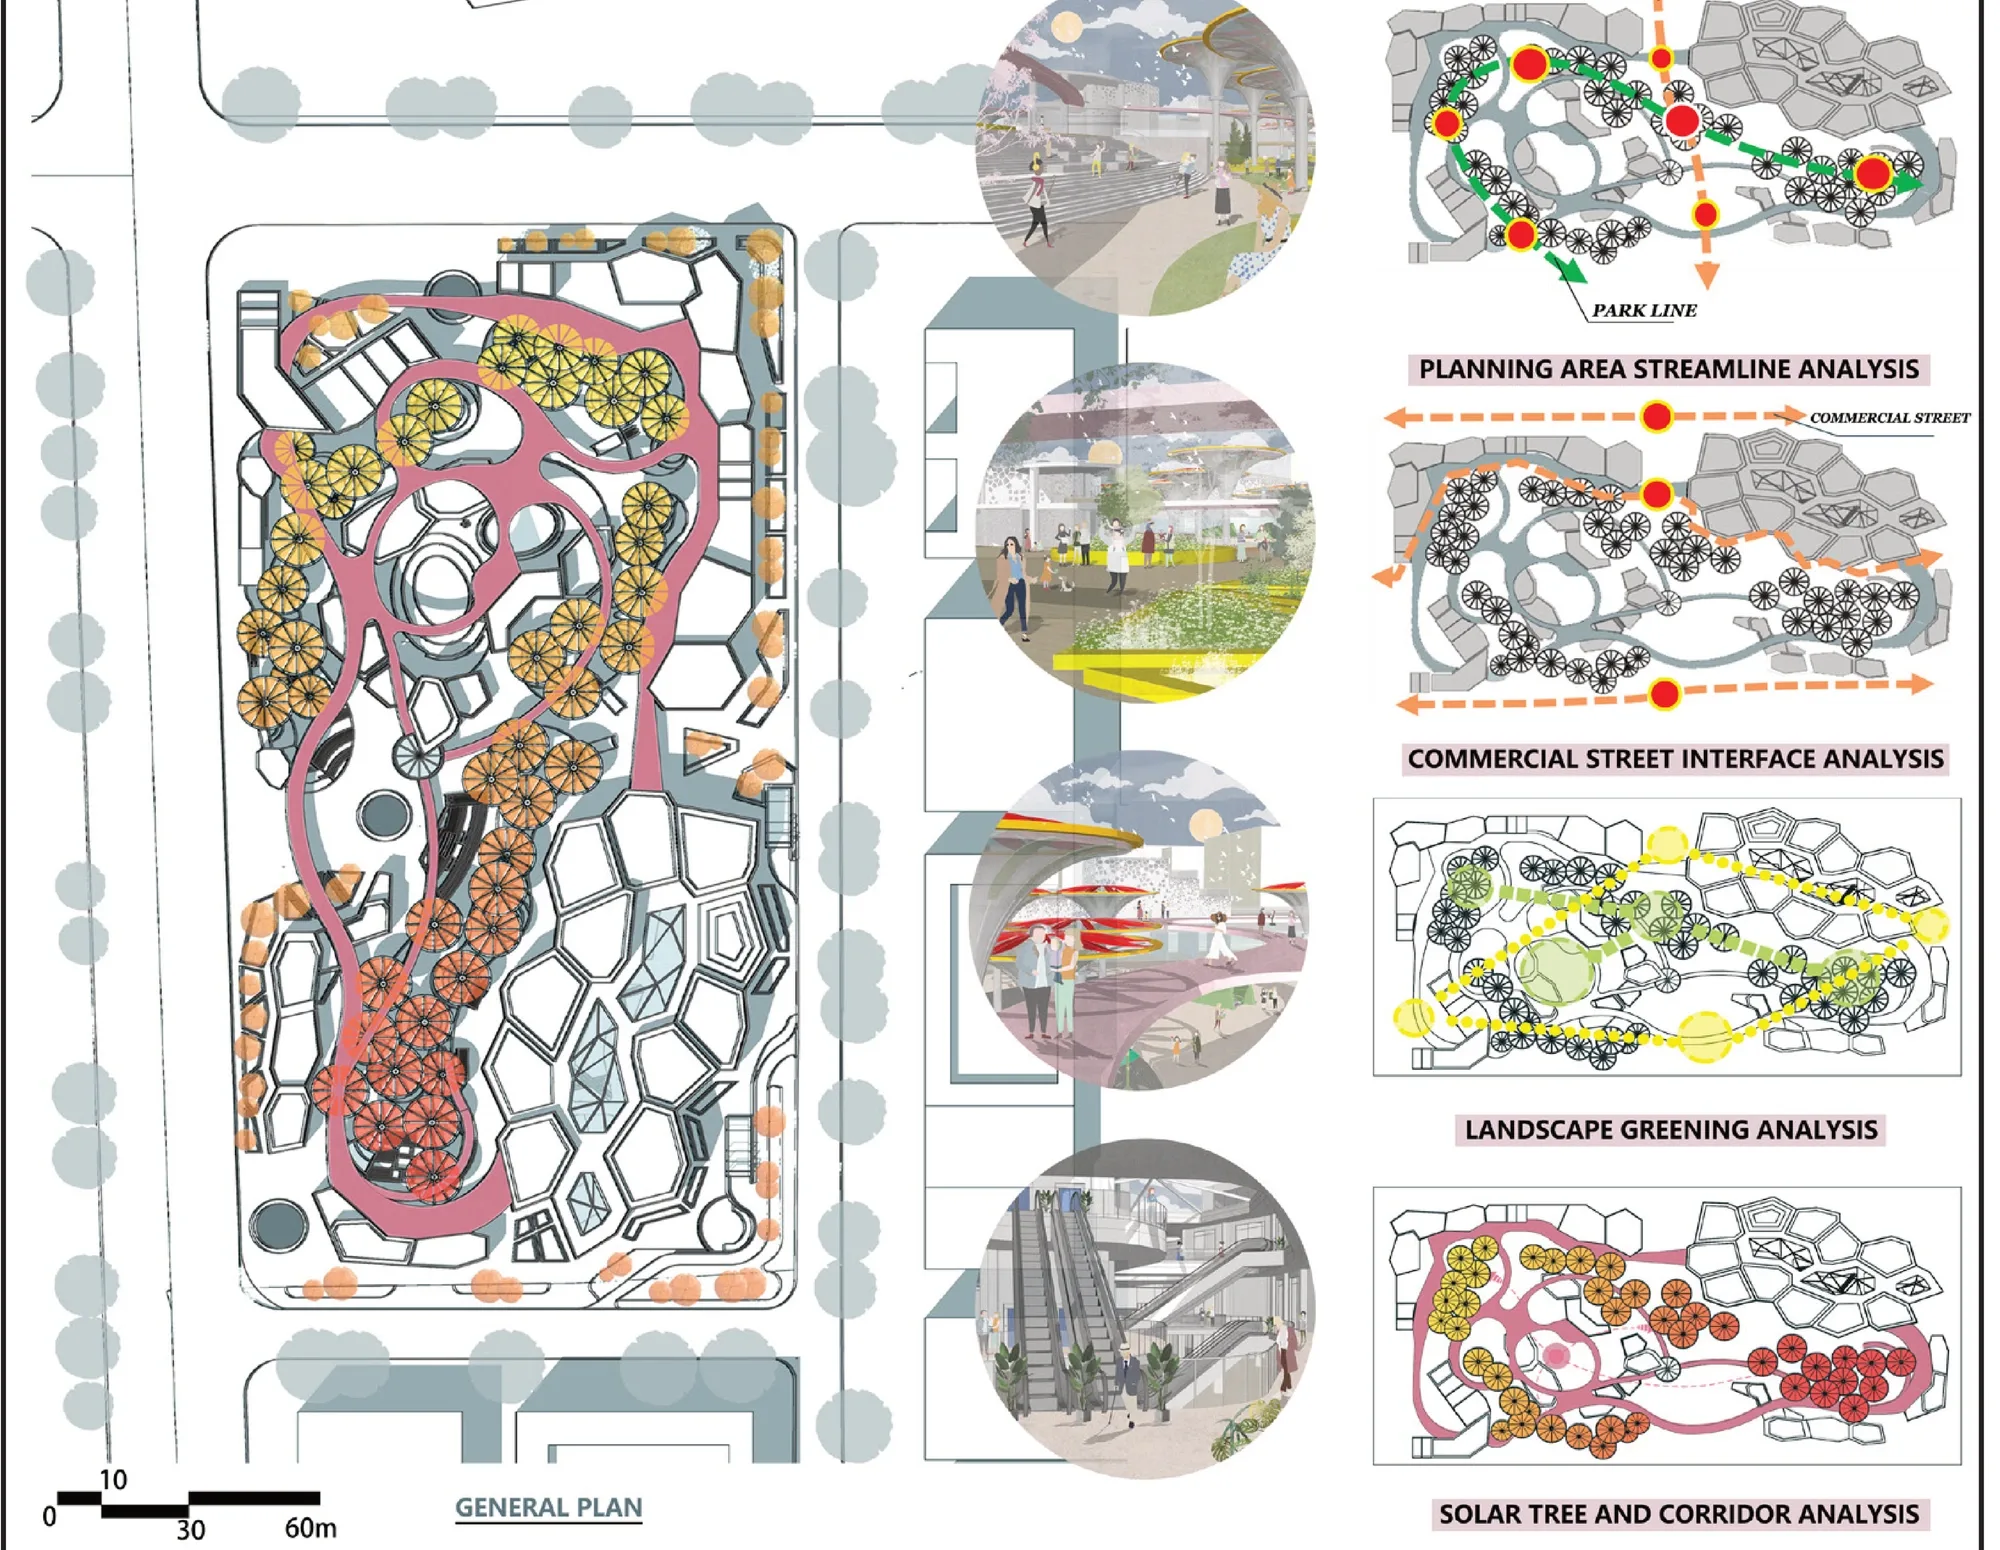 PARK LINE
PLANNING AREA STREAMLINE ANALYSIS
COMMERCIAL STREET
COMMERCIAL STREET INTERFACE ANALYSIS
LANDSCAPE GREENING ANALYSIS
SOLAR TREE AND CORRIDOR ANALYSIS
10
0
30
60m
GENERAL PLAN